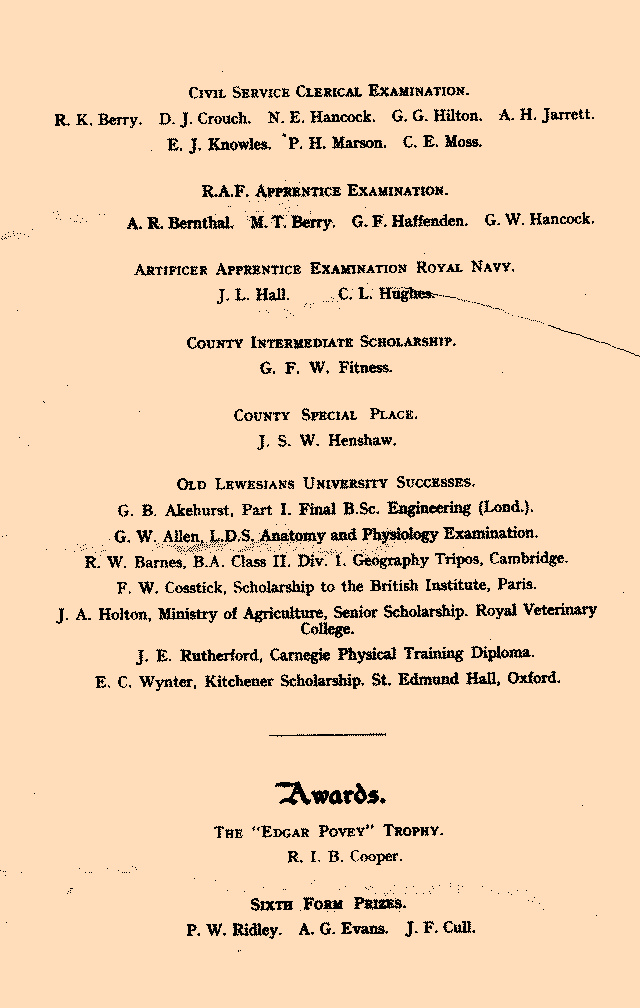 Civil Service Clerical Examination.
R. K. Berry. D. J. Crouch. N. E. Hancock. G. G. Hilton. A. H. Jarrett.
E. J. Knowles. P. H. Marson. C. E. Moss.
R.A.F. Apprentice Examination.
A. R. Bernthal. M. T. Berry. G. F. Haffenden. G. W. Hancock.
Artificer Apprentice Examination Royal Navy.
J. L. Hall. C. L. Hughes.
County Intermediate Scholarship.
G. F. W. Fitness.
County Special Place.
J. S. W. Henshaw.
Old Lewesians University Successes.
G. B. Akehurst, Part I. Final B.Sc. Engineering (Lond.).
G. W. Allen, L.D.S. Anatomy and Physiology Examination.
R. W. Barnes, B.A. Class II. Div. I. Geography Tripos, Cambridge.
F. W. Cosstick, Scholarship to the British Institute, Paris.
J. A. Holton, Ministry of Agriculture, Senior Scholarship. Royal Veterinary
College.
J. E. Rutherford, Carnegie Physical Training Diploma.
E. C. Wynter, Kitchener Scholarship. St. Edmund Hall, Oxford.
Awards.
The "Edgar Povey" Trophy.
R. I. B. Cooper.
Sixth Form Prizes.
P. W. Ridley. A. G. Evans. J. F. Cull.